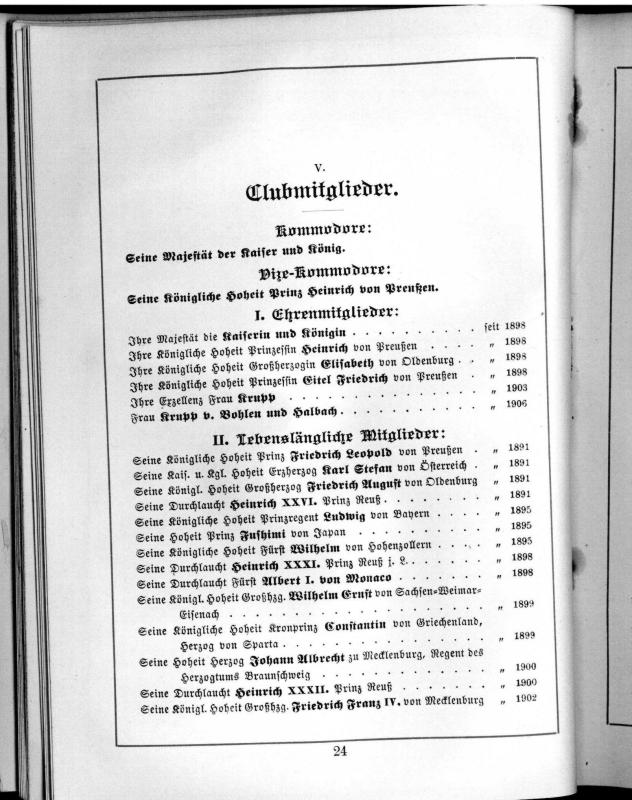 V.
Clubmitglieder.
Kommodore:
Seine Majestät der Kaiser und König.
Vize-Kommodore:
Seine Königliche Hoheit Prinz Heinrich von Preußen.
I. Ehrenmitglieder:
Ihre Majestät die Kaiserin und Königin . . . . . . . . . . seit 1898
Ihre Königliche Hoheit Prinzessin Heinrich von Preußen . . . . „ 1898
Ihre Königliche Hoheit Großherzogin Elisabeth von Oldenburg . . „ 1898
Ihre Königliche Hoheit Prinzessin Eitel Friedrich von Preußen . „ 1898
Ihre Exzellenz Frau Krupp . . . . . . . . . . . . . . „ 1903
Frau Krupp v. Bohlen und Halbach . . . . . . . . . . . „ 1906
II. Lebenslängliche Mitglieder:
Seine Königliche Hoheit Prinz Friedrich Leopold von Preußen . „ 1891
Seine Kais. u. Kgl. Hoheit Erzherzog Karl Stefan von Österreich . „ 1891
Seine Königl. Hoheit Großherzog Friedrich August von Oldenburg „ 1891
Seine Durchlaucht Heinrich XXVI. Prinz Reuß . . . . . . . . „ 1891
Seine Königliche Hoheit Prinzregent Ludwig von Bayern . . . . „ 1895
Seine Hoheit Prinz Fushimi von Japan . . . . . . . . . . „ 1895
Seine Königliche Hoheit Fürst Wilhelm von Hohenzollern . . . . „ 1895
Seine Durchlaucht Heinrich XXXI. Prinz Reuß j. L. . . . . . . „ 1898
Seine Durchlaucht Fürst Albert I. von Monaco . . . . . . . „ 1898
Seine Königl. Hoheit Großhzg. Wilhelm Ernst von Sachsen-Weimar-
Eisenach . . . . . . . . . . . . . . . . . „ 1899
Seine Königliche Hoheit Kronprinz Constantin von Griechenland,
Herzog von Sparta . . . . . . . . . . . . . . „ 1899
Seine Hoheit Herzog Johann Albrecht zu Mecklenburg, Regent des
Herzogtums Braunschweig . . . . . . . . . . . . „ 1900
Seine Durchlaucht Heinrich XXXII. Prinz Reuß . . . . . . . „ 1900
Seine Königl. Hoheit Großhzg. Friedrich Franz IV. von Mecklenburg „ 1902
24